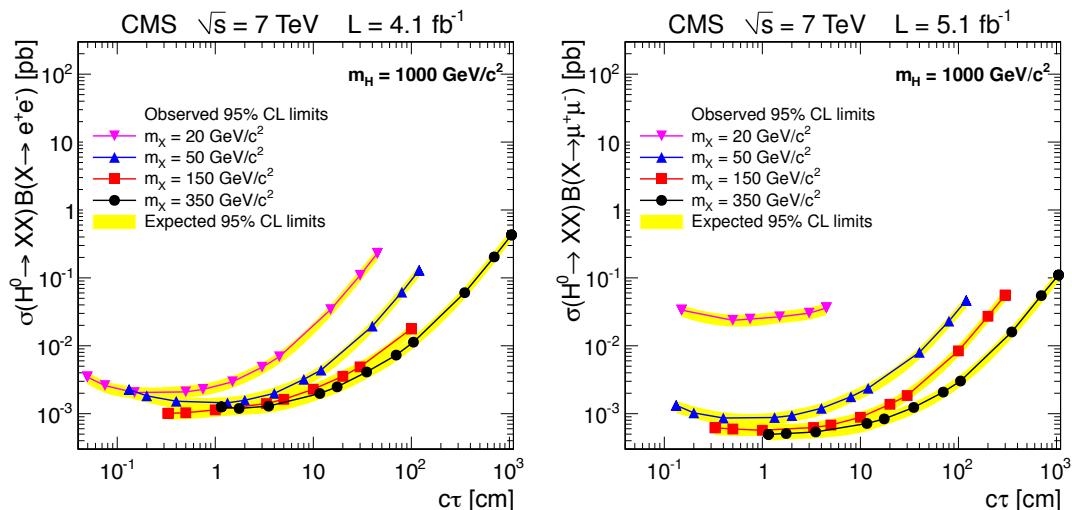 CMS √s = 7 TeV L = 4.1 fb⁻¹
σ(H⁰→ XX)B(X→ e⁺e⁻) [pb]
m_H = 1000 GeV/c²
Observed 95% CL limits
m_X = 20 GeV/c²
m_X = 50 GeV/c²
m_X = 150 GeV/c²
m_X = 350 GeV/c²
Expected 95% CL limits
10²
10
1
10⁻¹
10⁻²
10⁻³
10⁻¹ 1 10 10² 10³
cτ [cm]
CMS √s = 7 TeV L = 5.1 fb⁻¹
σ(H⁰→ XX)B(X→μ⁺μ⁻) [pb]
m_H = 1000 GeV/c²
Observed 95% CL limits
m_X = 20 GeV/c²
m_X = 50 GeV/c²
m_X = 150 GeV/c²
m_X = 350 GeV/c²
Expected 95% CL limits
10²
10
1
10⁻¹
10⁻²
10⁻³
10⁻¹ 1 10 10² 10³
cτ [cm]